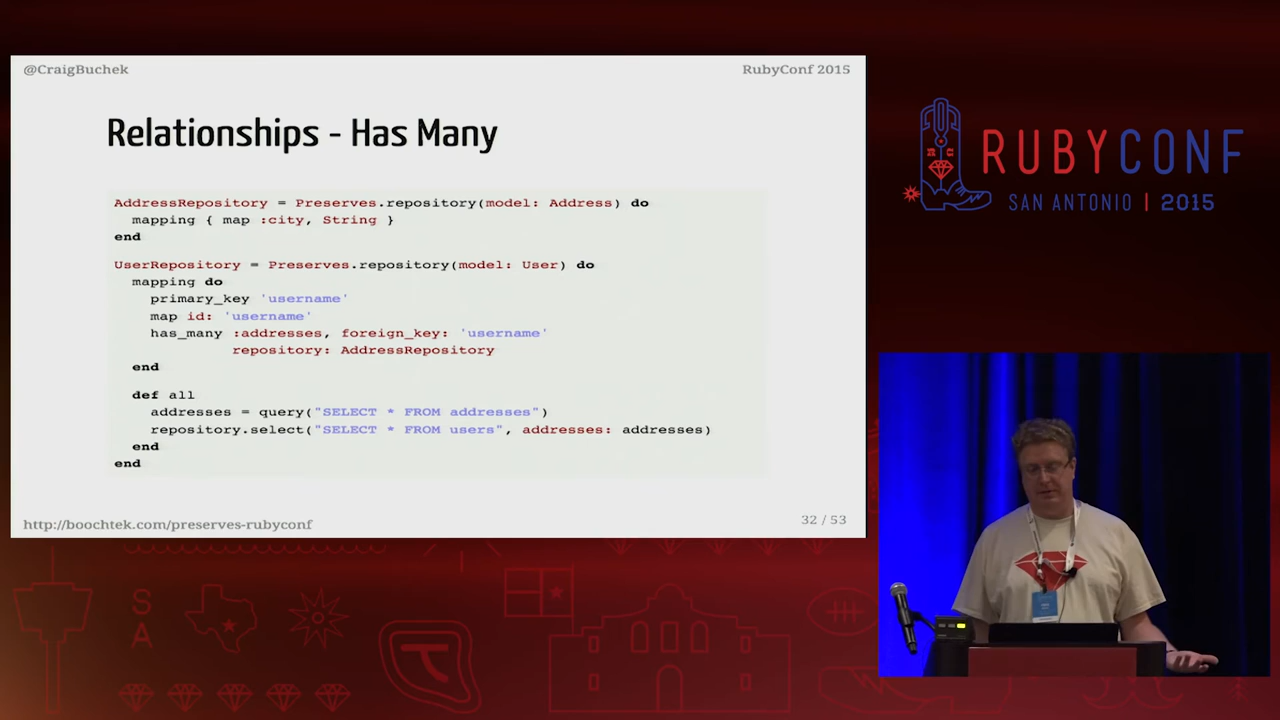 @CraigBuchek
RubyConf 2015
Relationships - Has Many
AddressRepository = Preserves.repository(model: Address) do
  mapping { map :city, String }
end
UserRepository = Preserves.repository(model: User) do
  mapping do
    primary_key 'username'
    map id: 'username'
    has_many :addresses, foreign_key: 'username'
             repository: AddressRepository
  end
  def all
    addresses = query("SELECT * FROM addresses")
    repository.select("SELECT * FROM users", addresses: addresses)
  end
end
http://boochtek.com/preserves-rubyconf
32 / 53
RUBYCONF
SAN ANTONIO | 2015
S
A